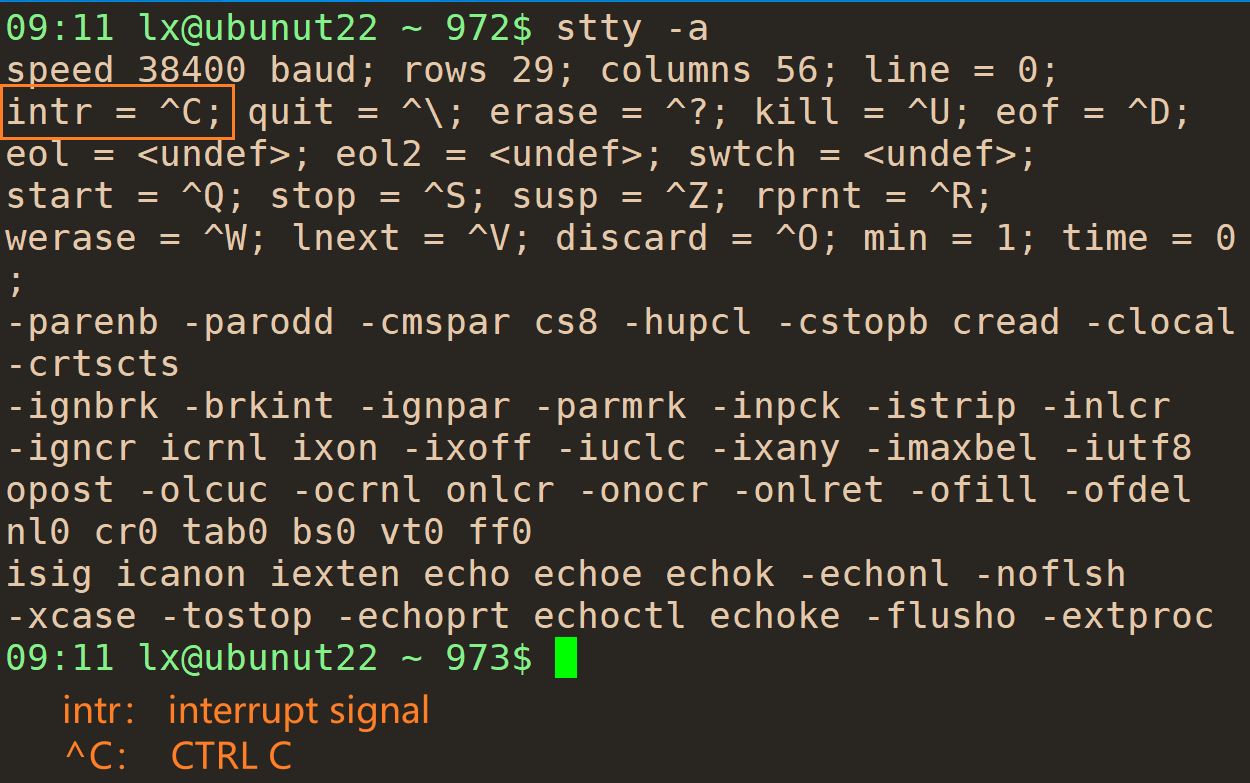 09:11 lx@ubunut22 ~ 972$ stty -a
speed 38400 baud; rows 29; columns 56; line = 0;
intr = ^C; quit = ^\; erase = ^?; kill = ^U; eof = ^D;
eol = <undef>; eol2 = <undef>; swtch = <undef>;
start = ^Q; stop = ^S; susp = ^Z; rprnt = ^R;
werase = ^W; lnext = ^V; discard = ^O; min = 1; time = 0
;
-parenb -parodd -cmspar cs8 -hupcl -cstopb cread -clocal
-crtscts
-ignbrk -brkint -ignpar -parmrk -inpck -istrip -inlcr
-igncr icrnl ixon -ixoff -iuclc -ixany -imaxbel -iutf8
opost -olcuc -ocrnl onlcr -onocr -onlret -ofill -ofdel
nl0 cr0 tab0 bs0 vt0 ff0
isig icanon iexten echo echoe echok -echonl -noflsh
-xcase -tostop -echoprt echoctl echoke -flusho -extproc
09:11 lx@ubunut22 ~ 973$
intr: interrupt signal
^C: CTRL C